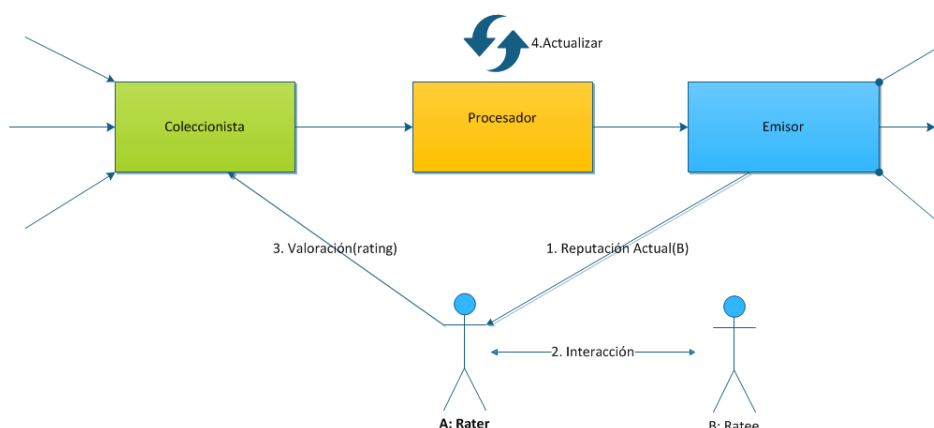 4.Actualizar
Coleccionista
Procesador
Emisor
3. Valoración(rating)
1. Reputación Actual(B)
2. Interacción
A: Rater
B: Ratee